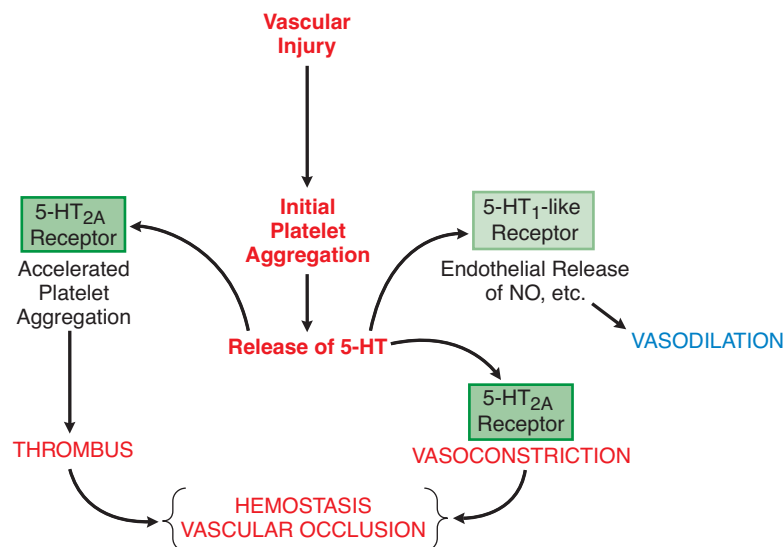 Vascular
Injury
Initial
Platelet
Aggregation
Release of 5-HT
5-HT2A
Receptor
Accelerated
Platelet
Aggregation
THROMBUS
5-HT1-like
Receptor
Endothelial Release
of NO, etc.
VASODILATION
5-HT2A
Receptor
VASOCONSTRICTION
HEMOSTASIS
VASCULAR OCCLUSION